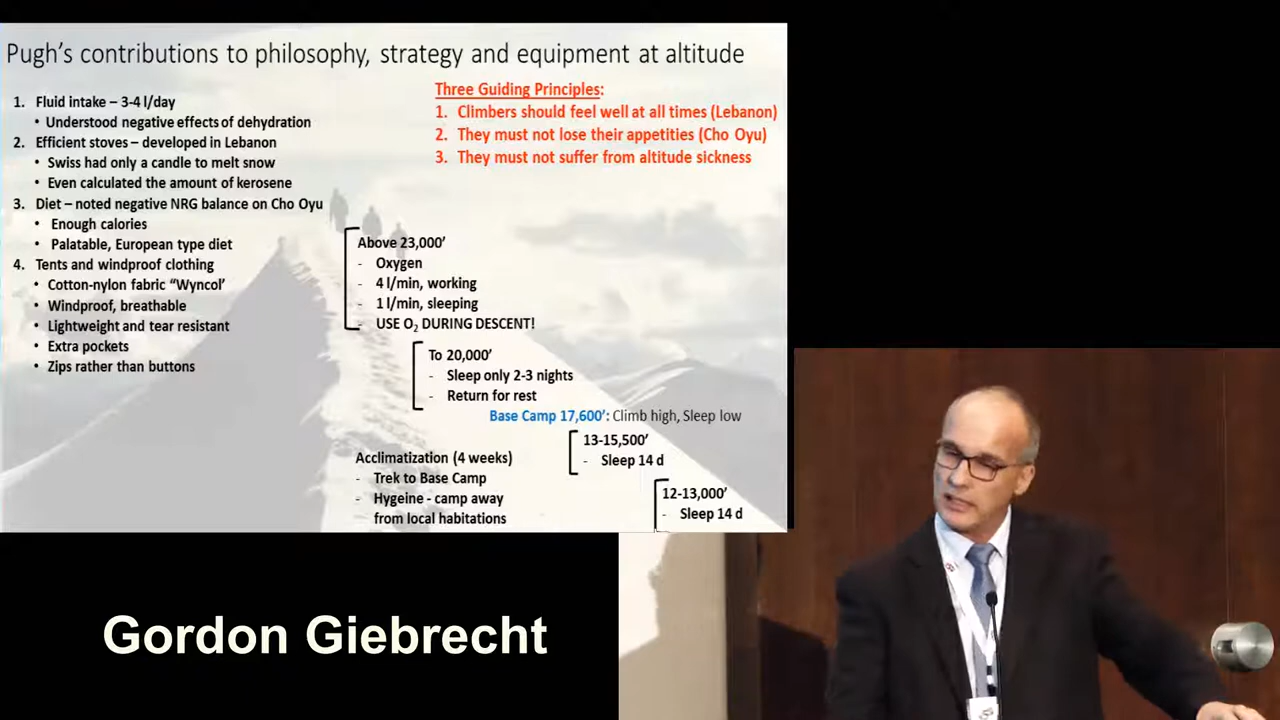 Pugh's contributions to philosophy, strategy and equipment at altitude
1. Fluid intake – 3-4 l/day
• Understood negative effects of dehydration
2. Efficient stoves – developed in Lebanon
• Swiss had only a candle to melt snow
• Even calculated the amount of kerosene
3. Diet – noted negative NRG balance on Cho Oyu
• Enough calories
• Palatable, European type diet
4. Tents and windproof clothing
• Cotton-nylon fabric "Wyncol'
• Windproof, breathable
• Lightweight and tear resistant
• Extra pockets
• Zips rather than buttons
Three Guiding Principles:
1. Climbers should feel well at all times (Lebanon)
2. They must not lose their appetities (Cho Oyu)
3. They must not suffer from altitude sickness
Above 23,000'
- Oxygen
- 4 l/min, working
- 1 l/min, sleeping
- USE O₂ DURING DESCENT!
To 20,000'
- Sleep only 2-3 nights
- Return for rest
Base Camp 17,600': Climb high, Sleep low
13-15,500'
- Sleep 14 d
12-13,000'
- Sleep 14 d
Acclimatization (4 weeks)
- Trek to Base Camp
- Hygeine - camp away
from local habitations
Gordon Giebrecht